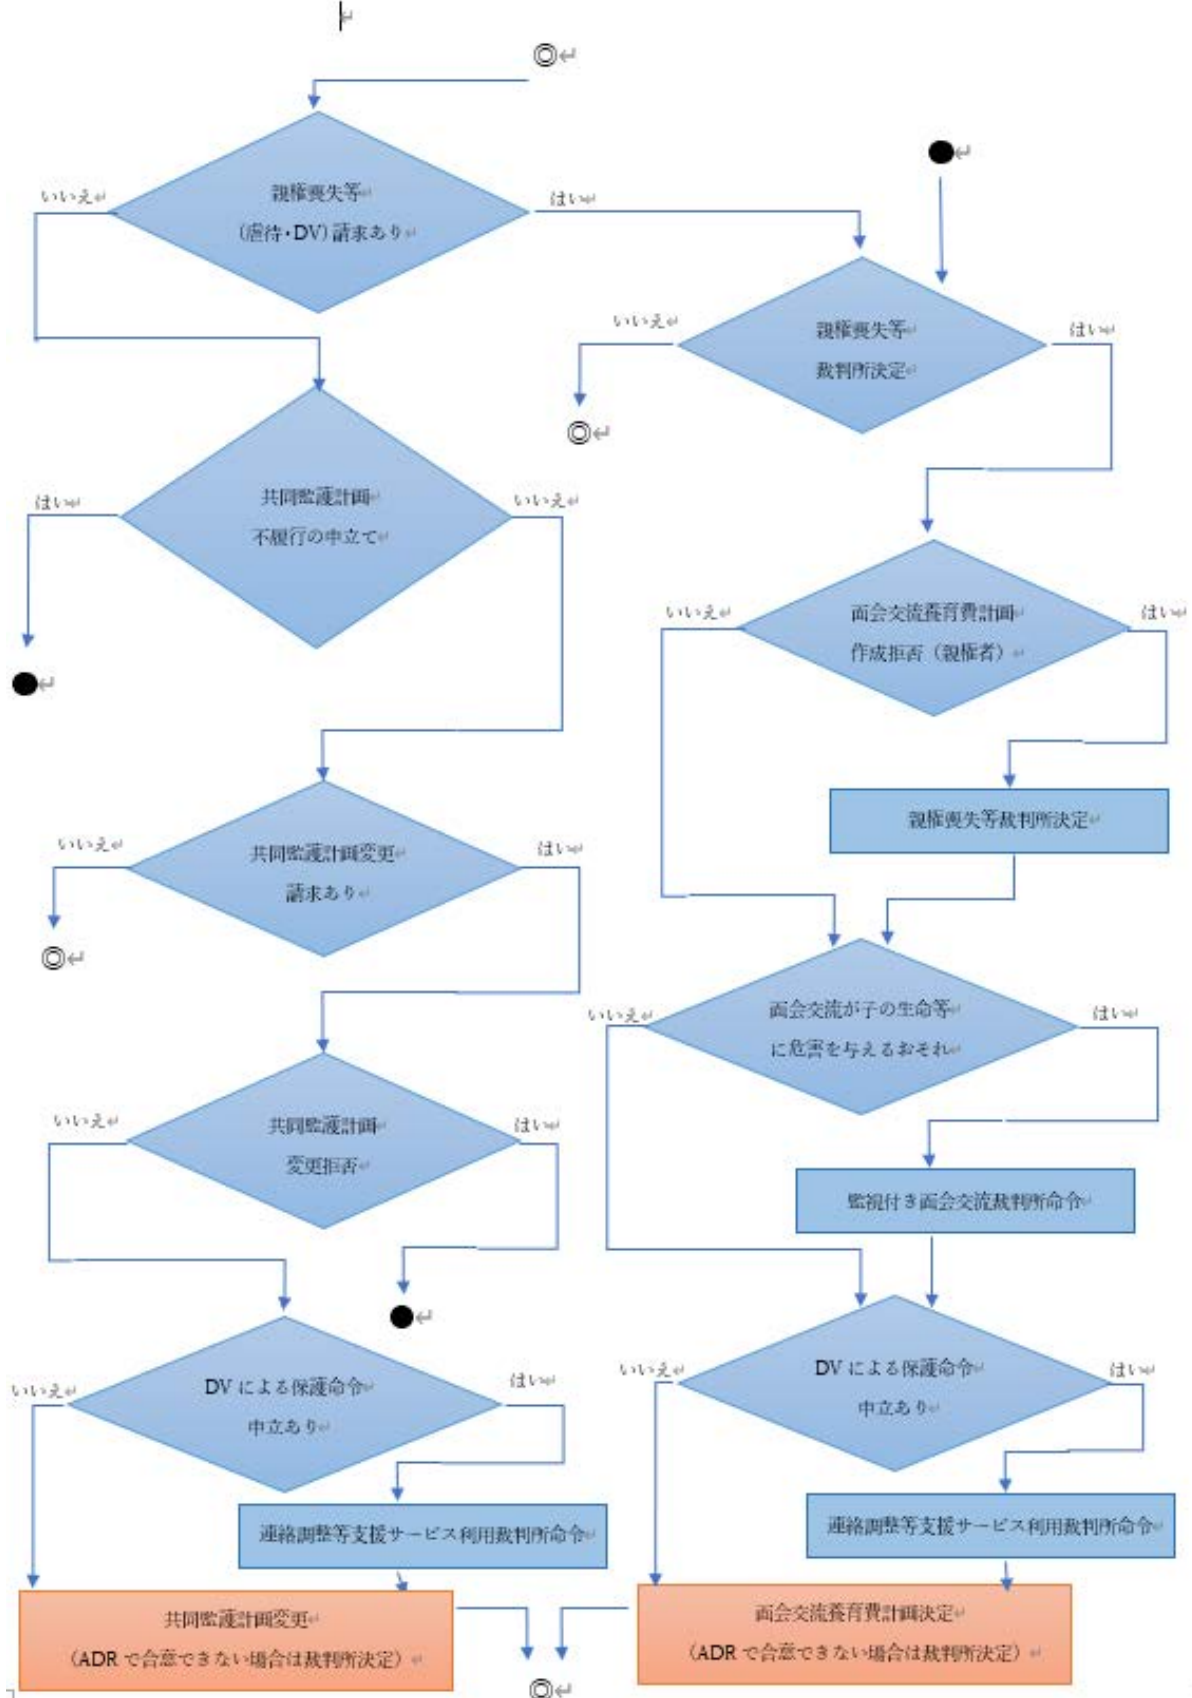 ◎
●
いいえ
親権喪失等
(虐待・DV) 請求あり
はい
いいえ
親権喪失等
裁判所決定
はい
◎
はい
共同監護計画
不履行の申立て
いいえ
●
いいえ
面会交流養育費計画
作成拒否（親権者）
はい
親権喪失等裁判所決定
いいえ
共同監護計画変更
請求あり
はい
◎
いいえ
面会交流が子の生命等
に危害を与えるおそれ
はい
いいえ
共同監護計画
変更拒否
はい
監視付き面会交流裁判所命令
●
いいえ
DV による保護命令
申立あり
はい
いいえ
DV による保護命令
申立あり
はい
連絡調整等支援サービス利用裁判所命令
連絡調整等支援サービス利用裁判所命令
共同監護計画変更
（ADR で合意できない場合は裁判所決定）
面会交流養育費計画決定
（ADR で合意できない場合は裁判所決定）
◎